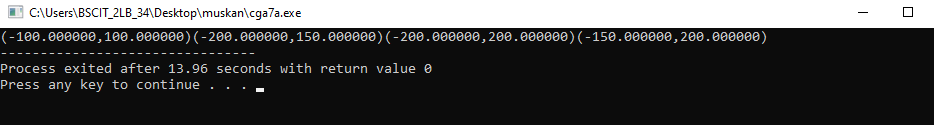 C:\Users\BSCIT_2LB_34\Desktop\muskan\cga7a.exe
(-100.000000,100.000000)(-200.000000,150.000000)(-200.000000,200.000000)(-150.000000,200.000000)
--------------------------------
Process exited after 13.96 seconds with return value 0
Press any key to continue . . .